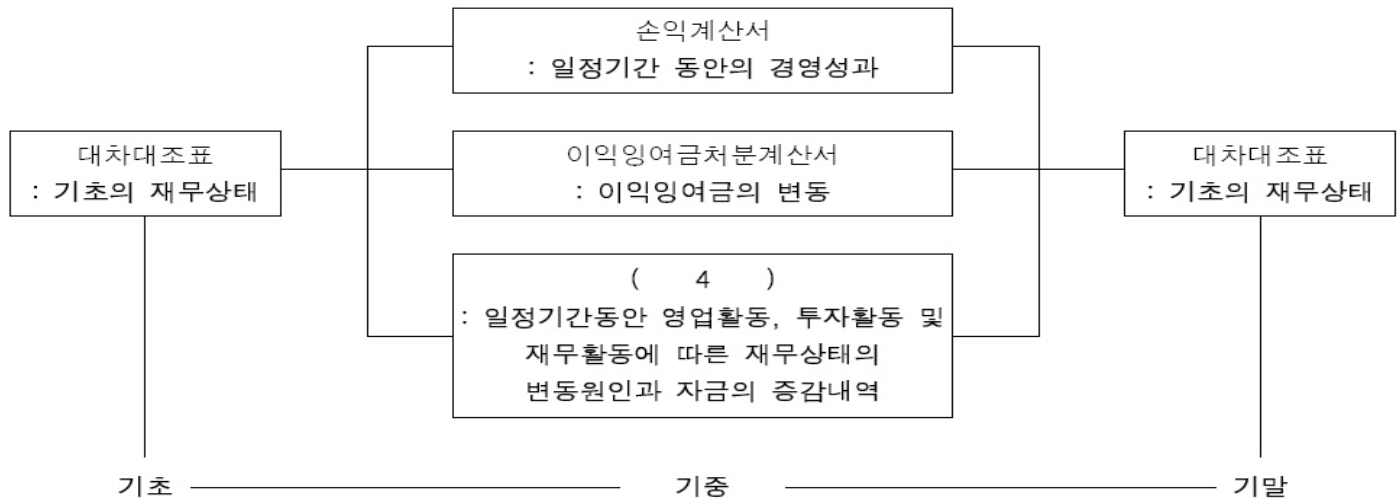 손익계산서
: 일정기간 동안의 경영성과
대차대조표
: 기초의 재무상태
이익잉여금처분계산서
: 이익잉여금의 변동
대차대조표
: 기초의 재무상태
( 4 )
: 일정기간동안 영업활동, 투자활동 및
재무활동에 따른 재무상태의
변동원인과 자금의 증감내역
기초
기중
기말